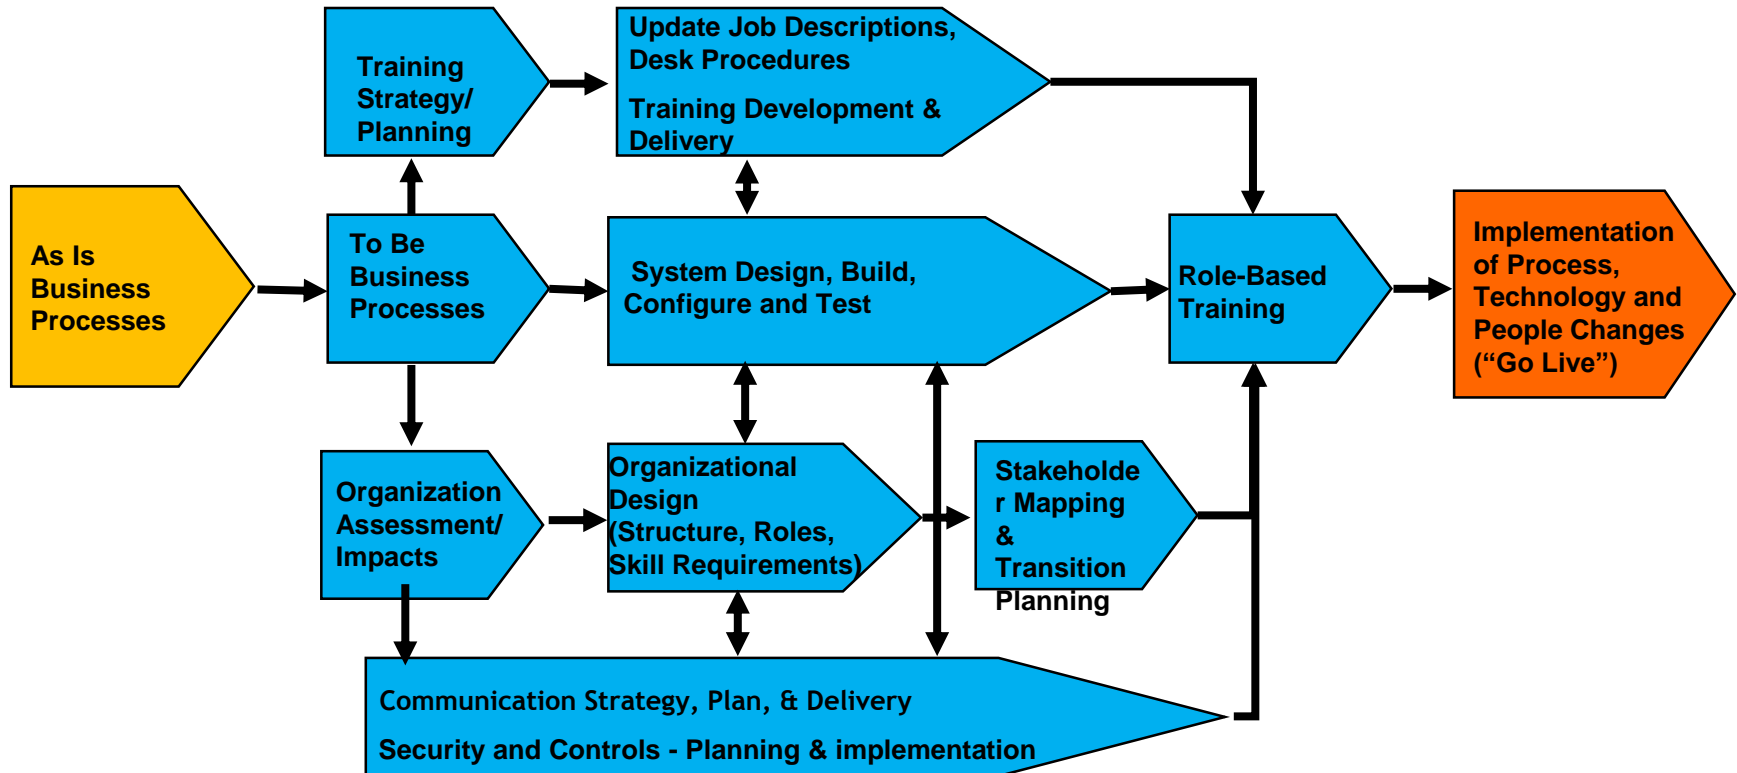 Training
Strategy/
Planning
Update Job Descriptions,
Desk Procedures
Training Development &
Delivery
As Is
Business
Processes
To Be
Business
Processes
System Design, Build,
Configure and Test
Role-Based
Training
Implementation
of Process,
Technology and
People Changes
(“Go Live”)
Organization
Assessment/
Impacts
Organizational
Design
(Structure, Roles,
Skill Requirements)
Stakeholde
r Mapping
&
Transition
Planning
Communication Strategy, Plan, & Delivery
Security and Controls - Planning & implementation